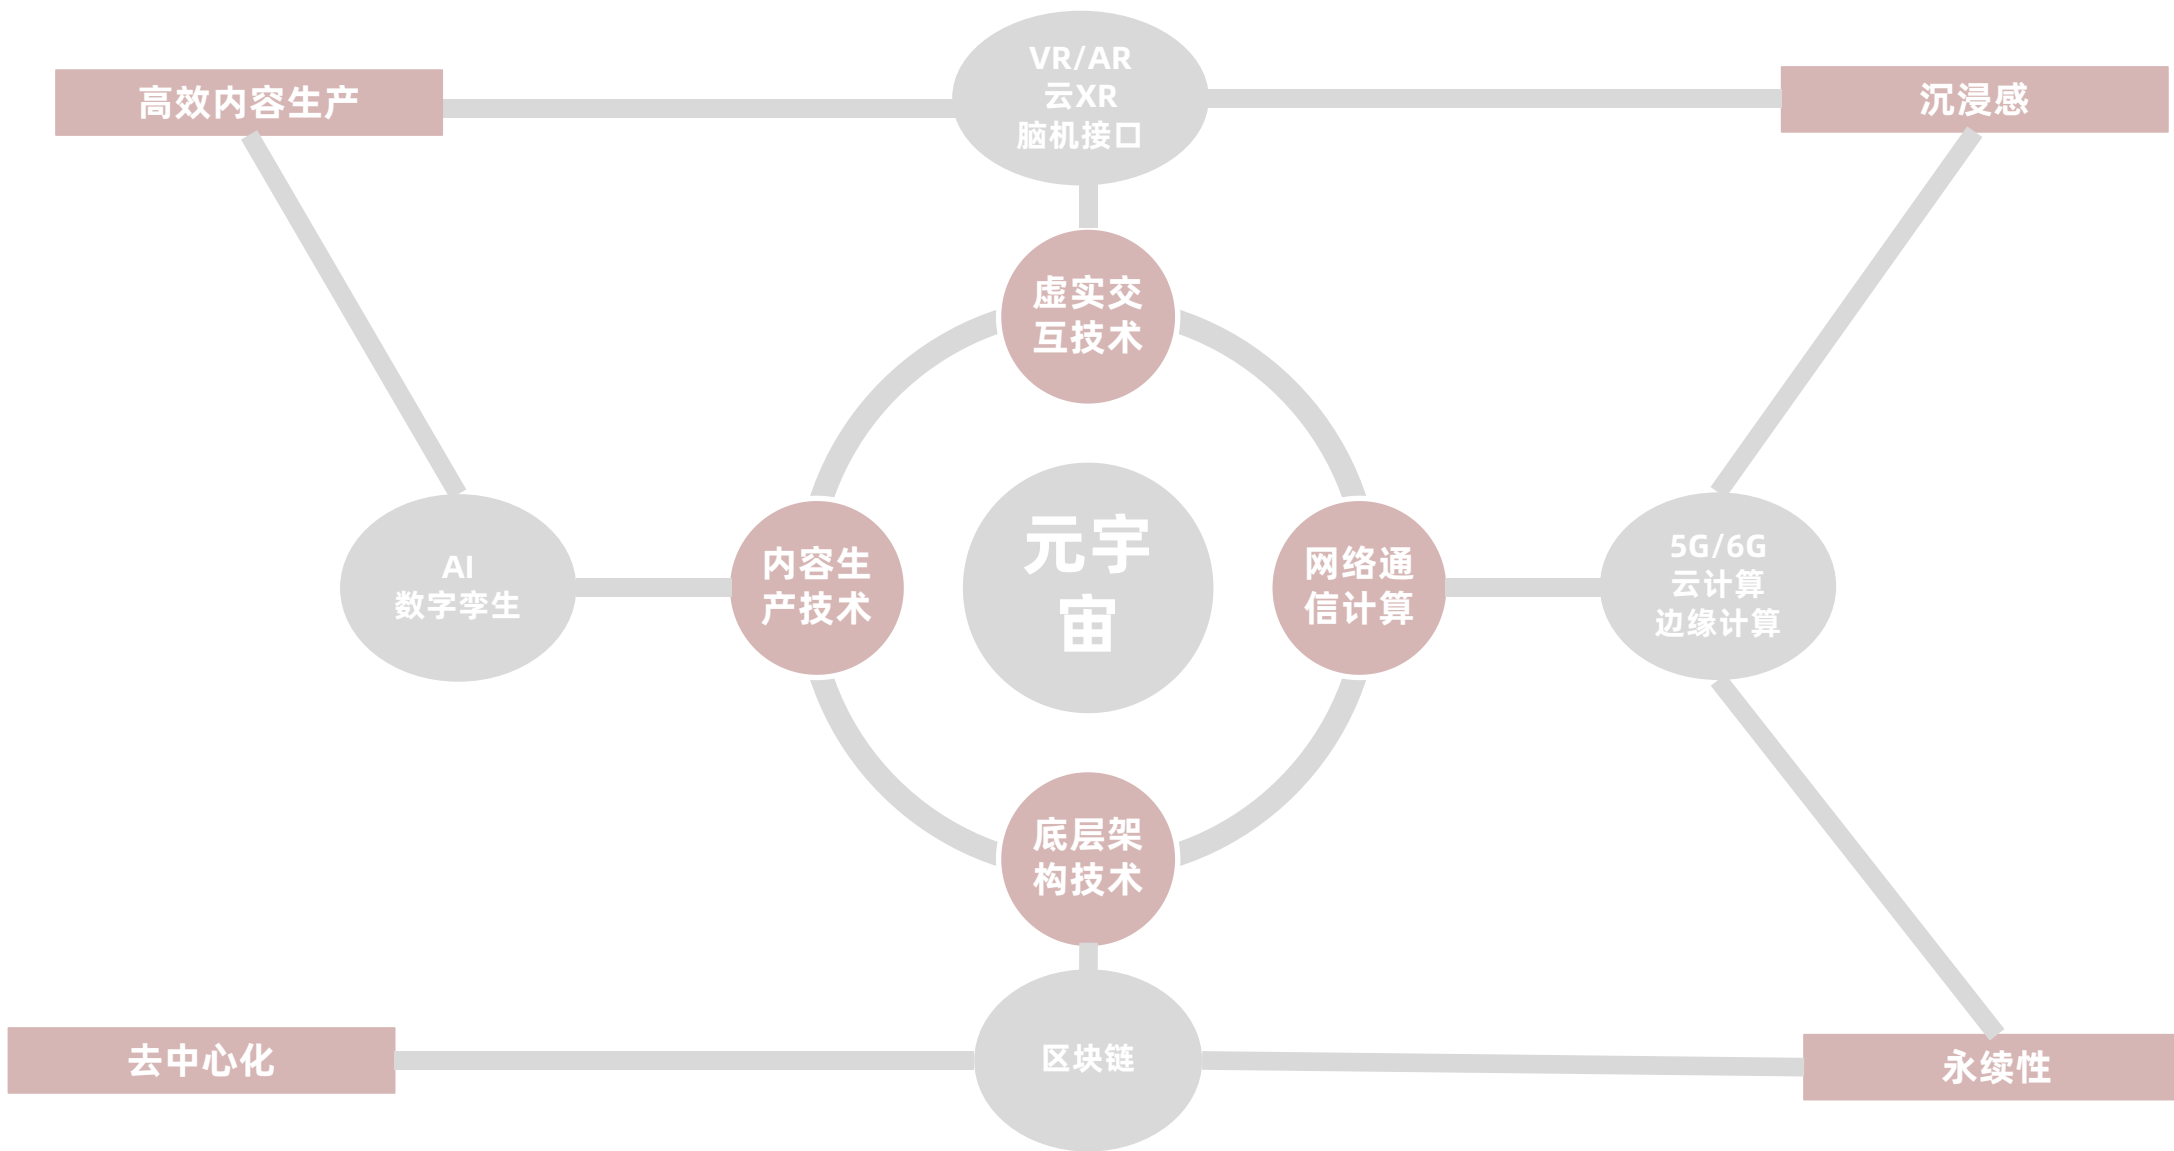 VR/AR
云XR
脑机接口
高效内容生产
沉浸感
虚实交
互技术
元宇
宙
AI
数字孪生
内容生
产技术
网络通
信计算
5G/6G
云计算
边缘计算
底层架
构技术
去中心化
区块链
永续性